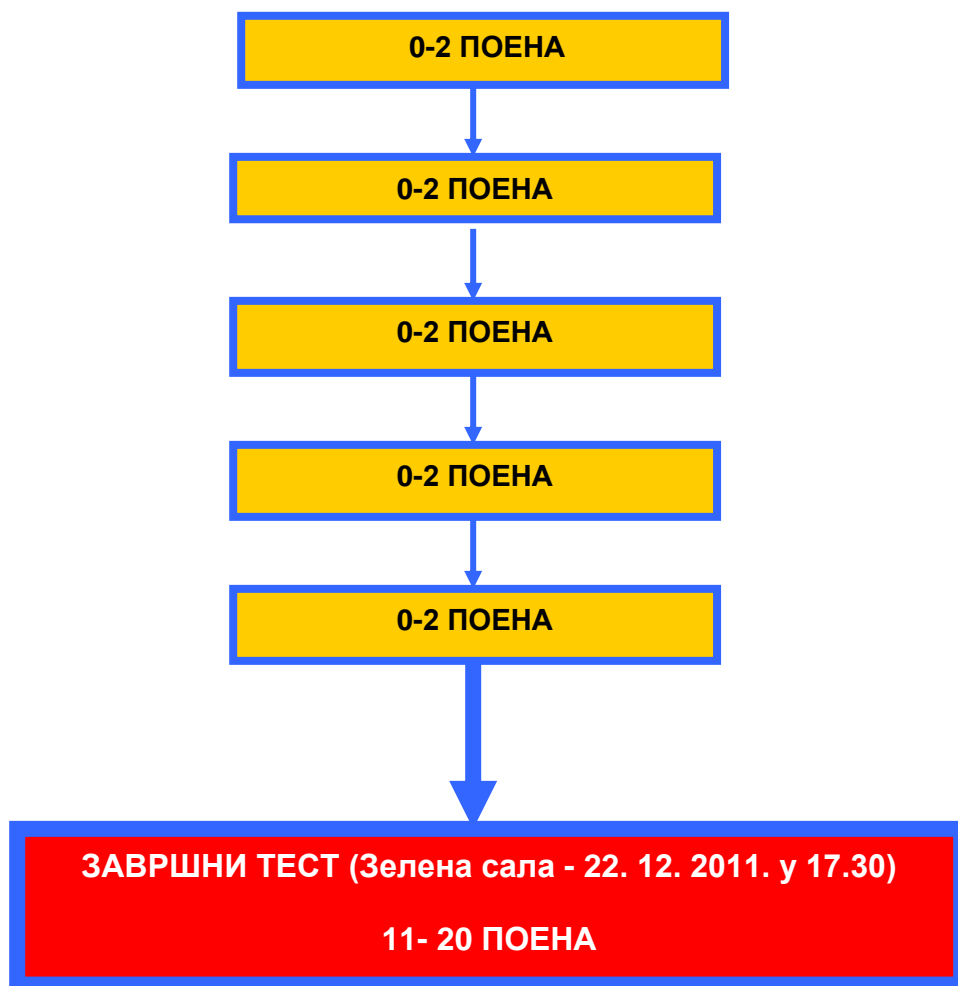 0-2 ПОЕНА
0-2 ПОЕНА
0-2 ПОЕНА
0-2 ПОЕНА
0-2 ПОЕНА
ЗАВРШНИ ТЕСТ (Зелена сала - 22. 12. 2011. у 17.30)
11- 20 ПОЕНА